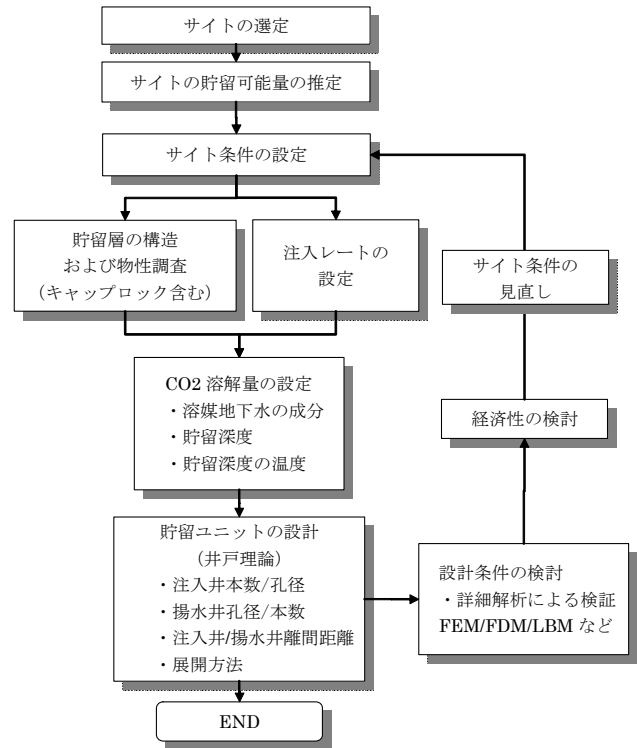 サイトの選定
サイトの貯留可能量の推定
サイト条件の設定
貯留層の構造
および物性調査
（キャップロック含む）
注入レートの
設定
サイト条件の
見直し
CO2 溶解量の設定
・溶媒地下水の成分
・貯留深度
・貯留深度の温度
経済性の検討
貯留ユニットの設計
（井戸理論）
・注入井本数/孔径
・揚水井孔径/本数
・注入井/揚水井離間距離
・展開方法
設計条件の検討
・詳細解析による検証
FEM/FDM/LBM など
END